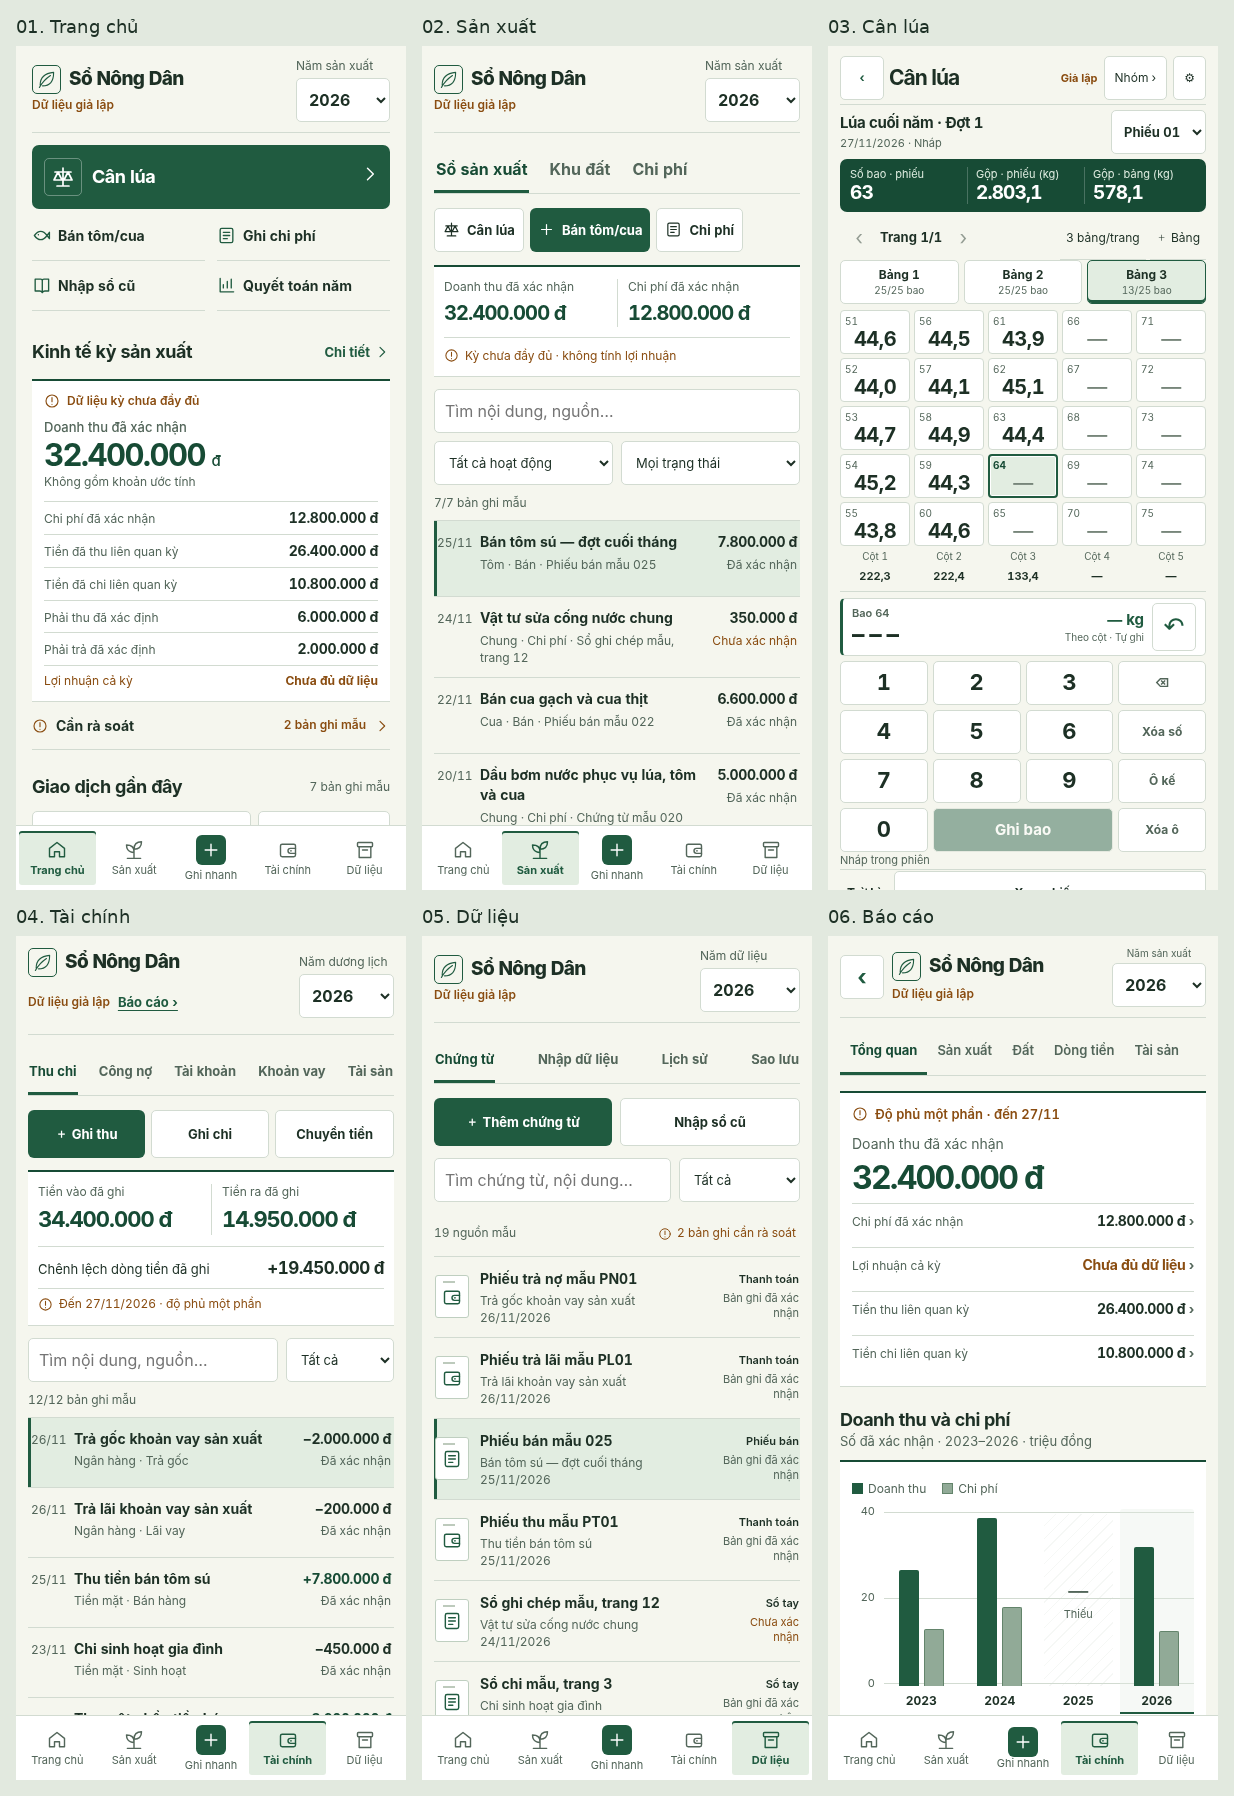 01. Trang chủ
Sổ Nông Dân
Dữ liệu giả lập
Năm sản xuất
2026
Cân lúa
Bán tôm/cua
Ghi chi phí
Nhập sổ cũ
Quyết toán năm
Kinh tế kỳ sản xuất
Chi tiết
Dữ liệu kỳ chưa đầy đủ
Doanh thu đã xác nhận
32.400.000 đ
Không gồm khoản ước tính
Chi phí đã xác nhận 12.800.000 đ
Tiền đã thu liên quan kỳ 26.400.000 đ
Tiền đã chi liên quan kỳ 10.800.000 đ
Phải thu đã xác định 6.000.000 đ
Phải trả đã xác định 2.000.000 đ
Lợi nhuận cả kỳ Chưa đủ dữ liệu
Cần rà soát 2 bản ghi mẫu
Giao dịch gần đây 7 bản ghi mẫu
Trang chủ Sản xuất Ghi nhanh Tài chính Dữ liệu
02. Sản xuất
Sổ Nông Dân
Dữ liệu giả lập
Năm sản xuất
2026
Sổ sản xuất Khu đất Chi phí
Cân lúa + Bán tôm/cua Chi phí
Doanh thu đã xác nhận Chi phí đã xác nhận
32.400.000 đ 12.800.000 đ
Kỳ chưa đầy đủ · không tính lợi nhuận
Tìm nội dung, nguồn...
Tất cả hoạt động Mọi trạng thái
7/7 bản ghi mẫu
25/11 Bán tôm sú — đợt cuối tháng 7.800.000 đ
Tôm · Bán · Phiếu bán mẫu 025 Đã xác nhận
24/11 Vật tư sửa cống nước chung 350.000 đ
Chung · Chi phí · Sổ ghi chép mẫu, Chưa xác nhận
trang 12
22/11 Bán cua gạch và cua thịt 6.600.000 đ
Cua · Bán · Phiếu bán mẫu 022 Đã xác nhận
20/11 Dầu bơm nước phục vụ lúa, tôm 5.000.000 đ
và cua Đã xác nhận
Chung · Chi phí · Chứng từ mẫu 020
Trang chủ Sản xuất Ghi nhanh Tài chính Dữ liệu
03. Cân lúa
‹ Cân lúa Giả lập Nhóm ›
Lúa cuối năm · Đợt 1
27/11/2026 · Nháp
Phiếu 01
Số bao · phiếu Gộp · phiếu (kg) Gộp · bảng (kg)
63 2.803,1 578,1
‹ Trang 1/1 › 3 bảng/trang + Bảng
Bảng 1 Bảng 2 Bảng 3
25/25 bao 25/25 bao 13/25 bao
51 56 61 66 71
44,6 44,5 43,9 — —
52 57 62 67 72
44,0 44,1 45,1 — —
53 58 63 68 73
44,7 44,9 44,4 — —
54 59 64 69 74
45,2 44,3 — — —
55 60 65 70 75
43,8 44,6 — — —
Cột 1 Cột 2 Cột 3 Cột 4 Cột 5
222,3 222,4 133,4 — —
Bao 64 — kg
––– Theo cột · Tự ghi
1 2 3
4 5 6 Xóa số
7 8 9 Ô kế
0 Ghi bao Xóa ô
Nháp trong phiên
04. Tài chính
Sổ Nông Dân
Dữ liệu giả lập Báo cáo ›
Năm dương lịch
2026
Thu chi Công nợ Tài khoản Khoản vay Tài sản
+ Ghi thu Ghi chi Chuyển tiền
Tiền vào đã ghi Tiền ra đã ghi
34.400.000 đ 14.950.000 đ
Chênh lệch dòng tiền đã ghi +19.450.000 đ
Đến 27/11/2026 · độ phủ một phần
Tìm nội dung, nguồn... Tất cả
12/12 bản ghi mẫu
26/11 Trả gốc khoản vay sản xuất −2.000.000 đ
Ngân hàng · Trả gốc Đã xác nhận
26/11 Trả lãi khoản vay sản xuất −200.000 đ
Ngân hàng · Lãi vay Đã xác nhận
25/11 Thu tiền bán tôm sú +7.800.000 đ
Tiền mặt · Bán hàng Đã xác nhận
23/11 Chi sinh hoạt gia đình −450.000 đ
Tiền mặt · Sinh hoạt Đã xác nhận
Trang chủ Sản xuất Ghi nhanh Tài chính Dữ liệu
05. Dữ liệu
Sổ Nông Dân
Dữ liệu giả lập
Năm dữ liệu
2026
Chứng từ Nhập dữ liệu Lịch sử Sao lưu
+ Thêm chứng từ Nhập sổ cũ
Tìm chứng từ, nội dung... Tất cả
19 nguồn mẫu 2 bản ghi cần rà soát
Phiếu trả nợ mẫu PN01 Thanh toán
Trả gốc khoản vay sản xuất Bản ghi đã xác
26/11/2026 nhận
Phiếu trả lãi mẫu PL01 Thanh toán
Trả lãi khoản vay sản xuất Bản ghi đã xác
26/11/2026 nhận
Phiếu bán mẫu 025 Phiếu bán
Bán tôm sú — đợt cuối tháng Bản ghi đã xác
25/11/2026 nhận
Phiếu thu mẫu PT01 Thanh toán
Thu tiền bán tôm sú Bản ghi đã xác
25/11/2026 nhận
Sổ ghi chép mẫu, trang 12 Sổ tay
Vật tư sửa cống nước chung Chưa xác
24/11/2026 nhận
Sổ chi mẫu, trang 3 Sổ tay
Chi sinh hoạt gia đình Bản ghi đã xác
Trang chủ Sản xuất Ghi nhanh Tài chính Dữ liệu
06. Báo cáo
‹ Sổ Nông Dân
Dữ liệu giả lập
Năm sản xuất
2026
Tổng quan Sản xuất Đất Dòng tiền Tài sản
Độ phủ một phần · đến 27/11
Doanh thu đã xác nhận
32.400.000 đ
Chi phí đã xác nhận 12.800.000 đ ›
Lợi nhuận cả kỳ Chưa đủ dữ liệu ›
Tiền thu liên quan kỳ 26.400.000 đ ›
Tiền chi liên quan kỳ 10.800.000 đ ›
Doanh thu và chi phí
Số đã xác nhận · 2023–2026 · triệu đồng
Doanh thu Chi phí
40
20
0
—
Thiếu
2023 2024 2025 2026
Trang chủ Sản xuất Ghi nhanh Tài chính Dữ liệu